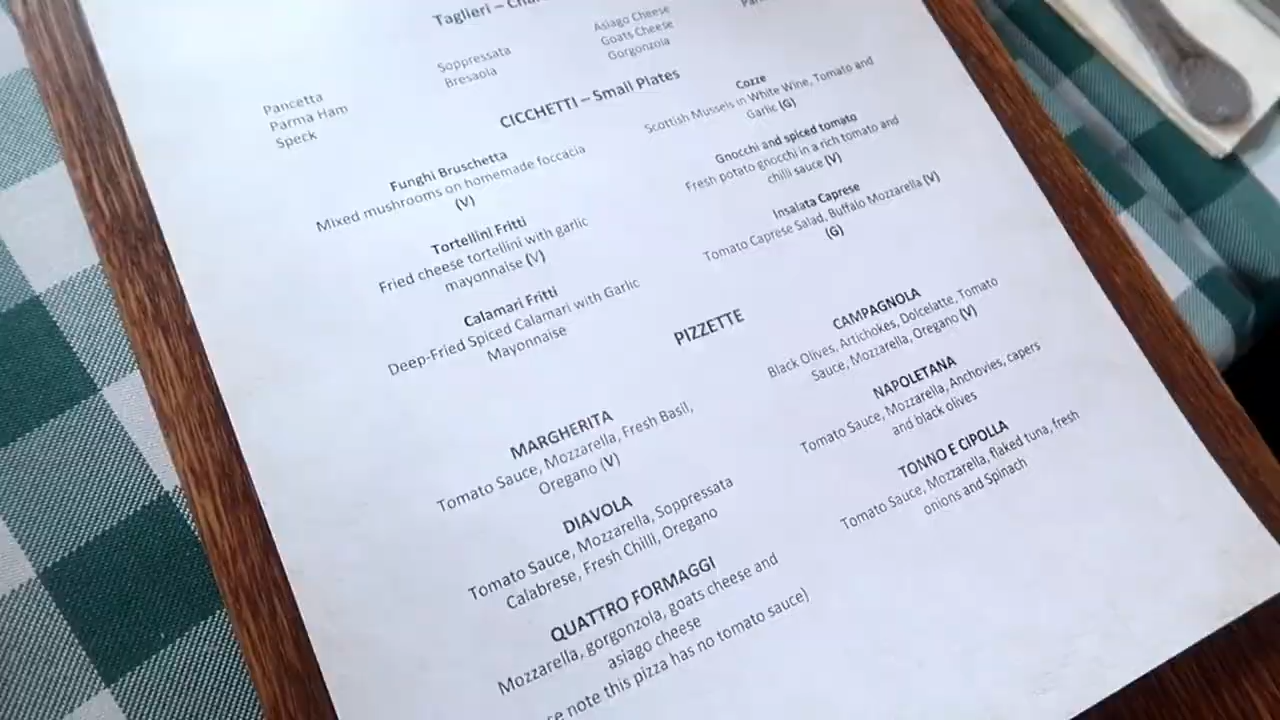 Taglieri –
Pancetta
Parma Ham
Speck
Soppressata
Bresaola
Asiago Cheese
Goats Cheese
Gorgonzola
CICCHETTI – Small Plates
Funghi Bruschetta
Mixed mushrooms on homemade foccacia
(V)
Tortellini Fritti
Fried cheese tortellini with garlic
mayonnaise (V)
Calamari Fritti
Deep-Fried Spiced Calamari with Garlic
Mayonnaise
Cozze
Scottish Mussels in White Wine, Tomato and
Garlic (G)
Gnocchi and spiced tomato
Fresh potato gnocchi in a rich tomato and
chilli sauce (V)
Insalata Caprese
Tomato Caprese Salad, Buffalo Mozzarella (V)
(G)
PIZZETTE
MARGHERITA
Tomato Sauce, Mozzarella, Fresh Basil,
Oregano (V)
DIAVOLA
Tomato Sauce, Mozzarella, Soppressata
Calabrese, Fresh Chilli, Oregano
QUATTRO FORMAGGI
Mozzarella, gorgonzola, goats cheese and
asiago cheese
note this pizza has no tomato sauce)
CAMPAGNOLA
Black Olives, Artichokes, Dolcelatte, Tomato
Sauce, Mozzarella, Oregano (V)
NAPOLETANA
Tomato Sauce, Mozzarella, Anchovies, capers
and black olives
TONNO E CIPOLLA
Tomato Sauce, Mozzarella, flaked tuna, fresh
onions and Spinach